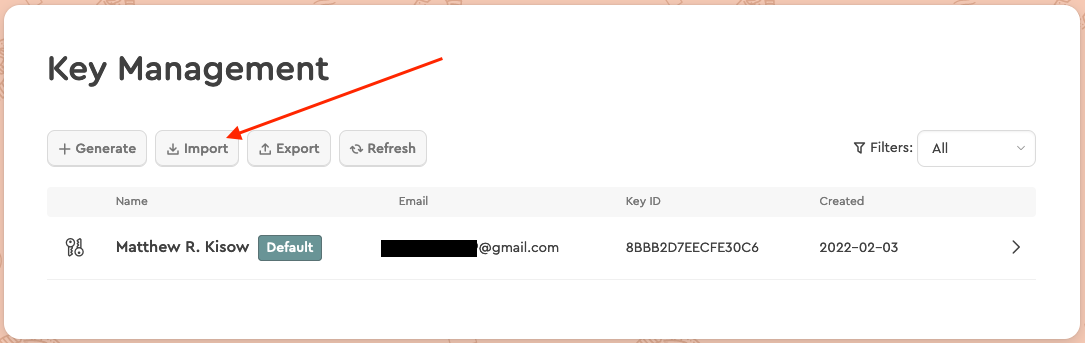 Key Management
Generate Import Export Refresh Filters: All
Name Email Key ID Created
Matthew R. Kisow Default @gmail.com 8BBB2D7EECFE30C6 2022-02-03